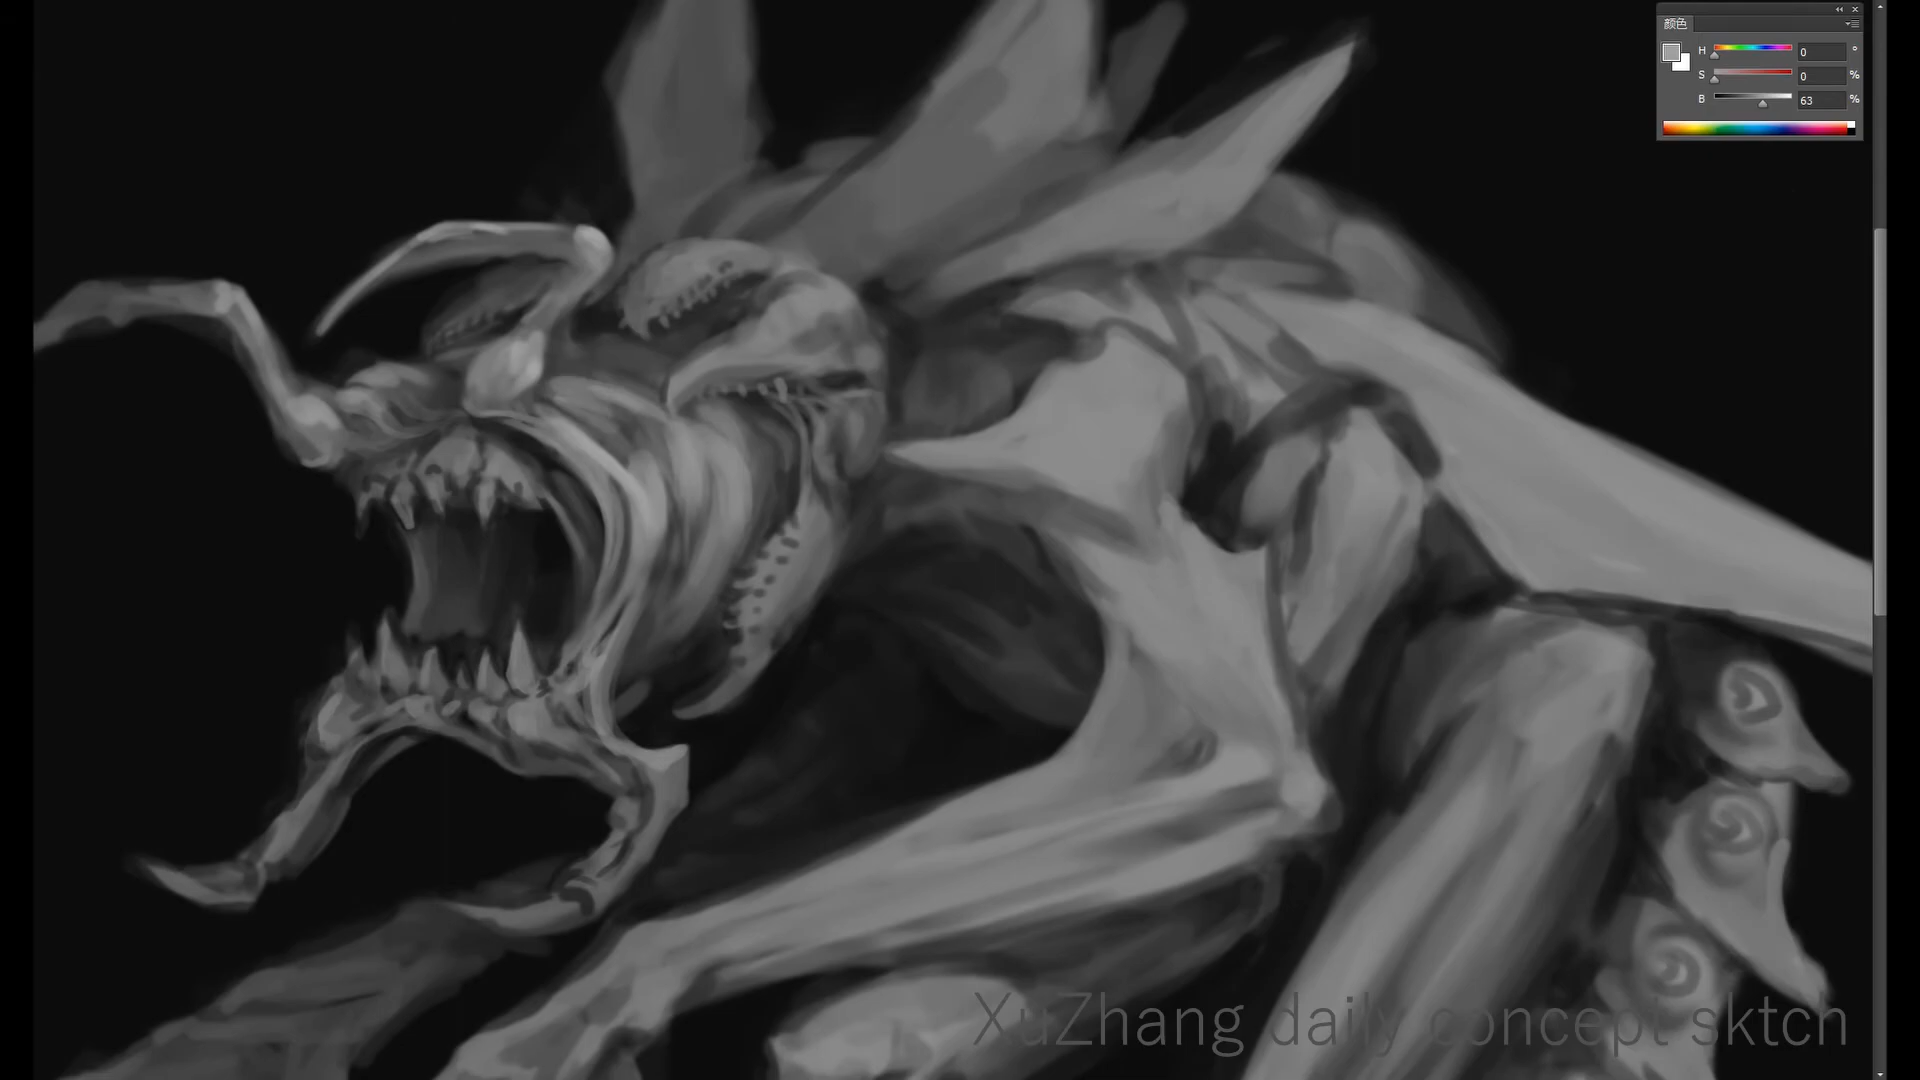 颜色
H 0 °
S 0 %
B 63 %
XuZhang daily concept sktch